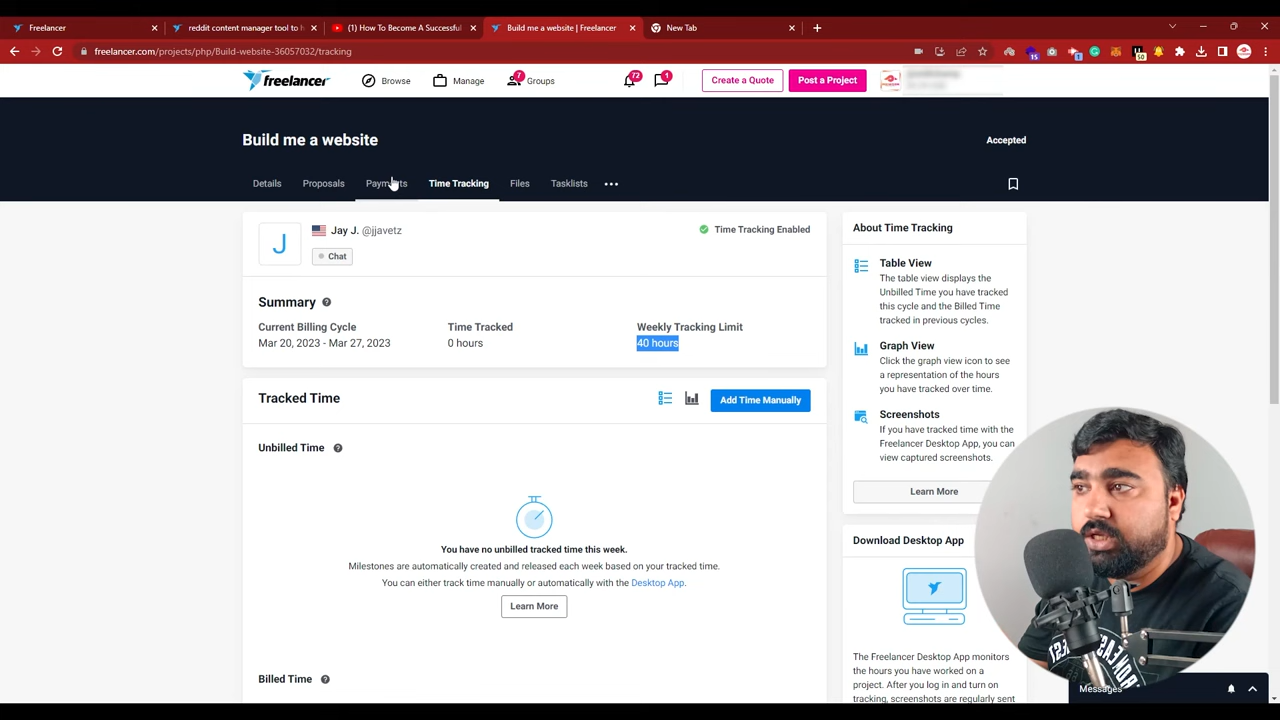 Freelancer
reddit content manager tool to h
(1) How To Become A Successful
Build me a website | Freelancer
New Tab
freelancer.com/projects/php/Build-website-36057032/tracking
15
1
50
freelancer
Browse
Manage
7
Groups
72
1
Create a Quote
Post a Project
Build me a website
Accepted
Details
Proposals
Payments
Time Tracking
Files
Tasklists
J
Jay J. @jjavetz
Chat
Time Tracking Enabled
Summary
Current Billing Cycle
Time Tracked
Weekly Tracking Limit
Mar 20, 2023 - Mar 27, 2023
0 hours
40 hours
Tracked Time
Add Time Manually
Unbilled Time
You have no unbilled tracked time this week.
Milestones are automatically created and released each week based on your tracked time.
You can either track time manually or automatically with the Desktop App.
Learn More
Billed Time
About Time Tracking
Table View
The table view displays the
Unbilled Time you have tracked
this cycle and the Billed Time
tracked in previous cycles.
Graph View
Click the graph view icon to see
a representation of the hours
you have tracked over time.
Screenshots
If you have tracked time with the
Freelancer Desktop App, you can
view captured screenshots.
Learn More
Download Desktop App
The Freelancer Desktop App monitors
the hours you have worked on a
project. After you log in and turn on
tracking, screenshots are regularly sent
Messages